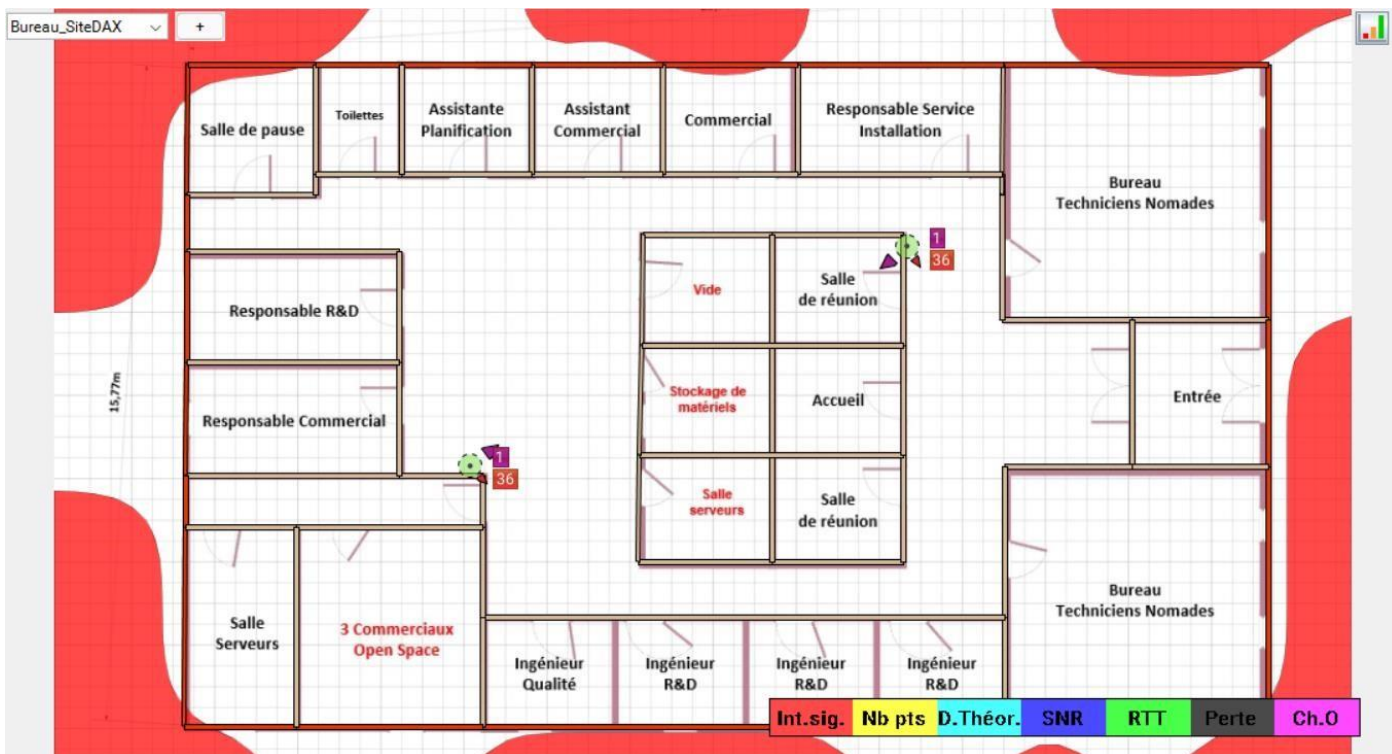 Bureau_SiteDAX
+
Salle de pause
Toilettes
Assistante
Planification
Assistant
Commercial
Commercial
Responsable Service
Installation
Bureau
Techniciens Nomades
1
36
Vide
Salle
de réunion
Responsable R&D
15,77m
Stockage de
matériels
Accueil
Entrée
Responsable Commercial
1
36
Salle
serveurs
Salle
de réunion
Salle
Serveurs
3 Commerciaux
Open Space
Ingénieur
Qualité
Ingénieur
R&D
Ingénieur
R&D
Ingénieur
R&D
Bureau
Techniciens Nomades
Int.sig. Nb pts D.Théor. SNR RTT Perte Ch.O